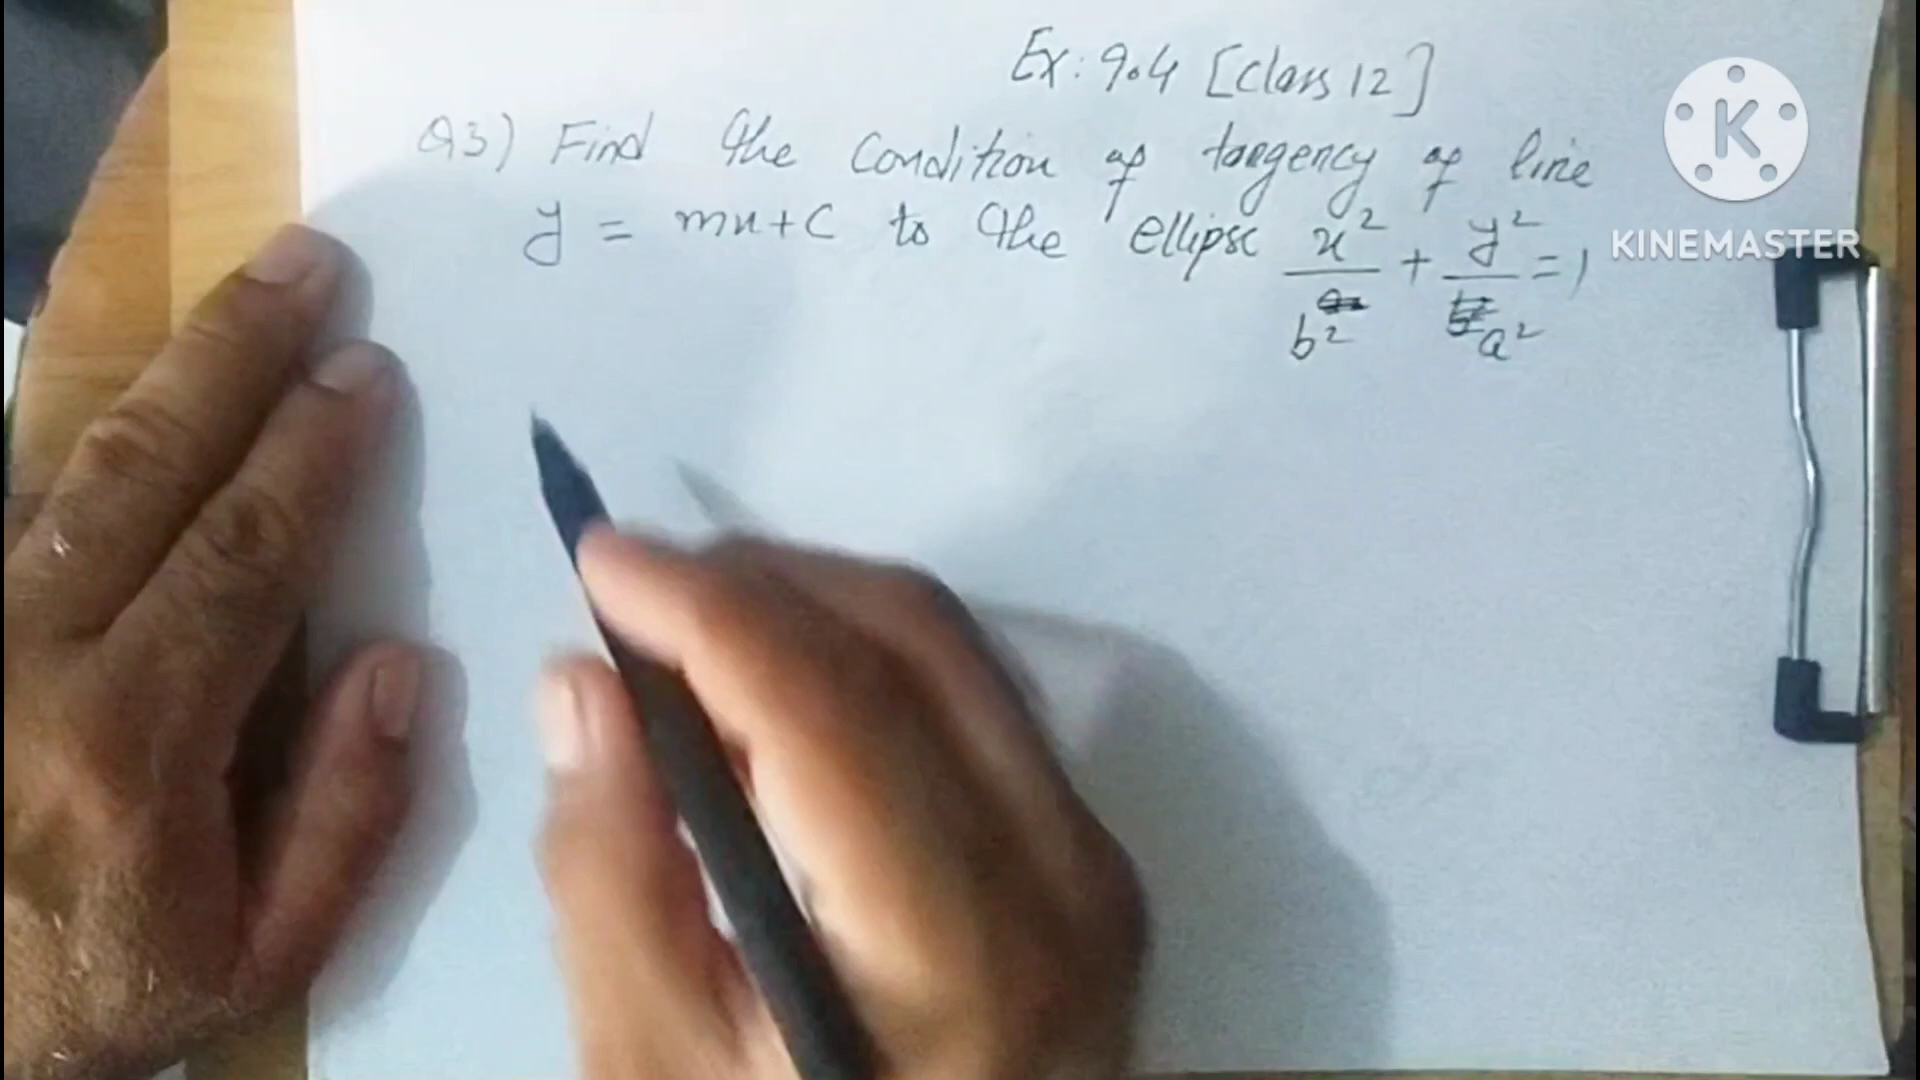 Ex: 9.4 [Class 12]
Q3) Find the Condition of tangency of line
y = mx+c to the ellipse x²/b² + y²/a² = 1
K
KINEMASTER